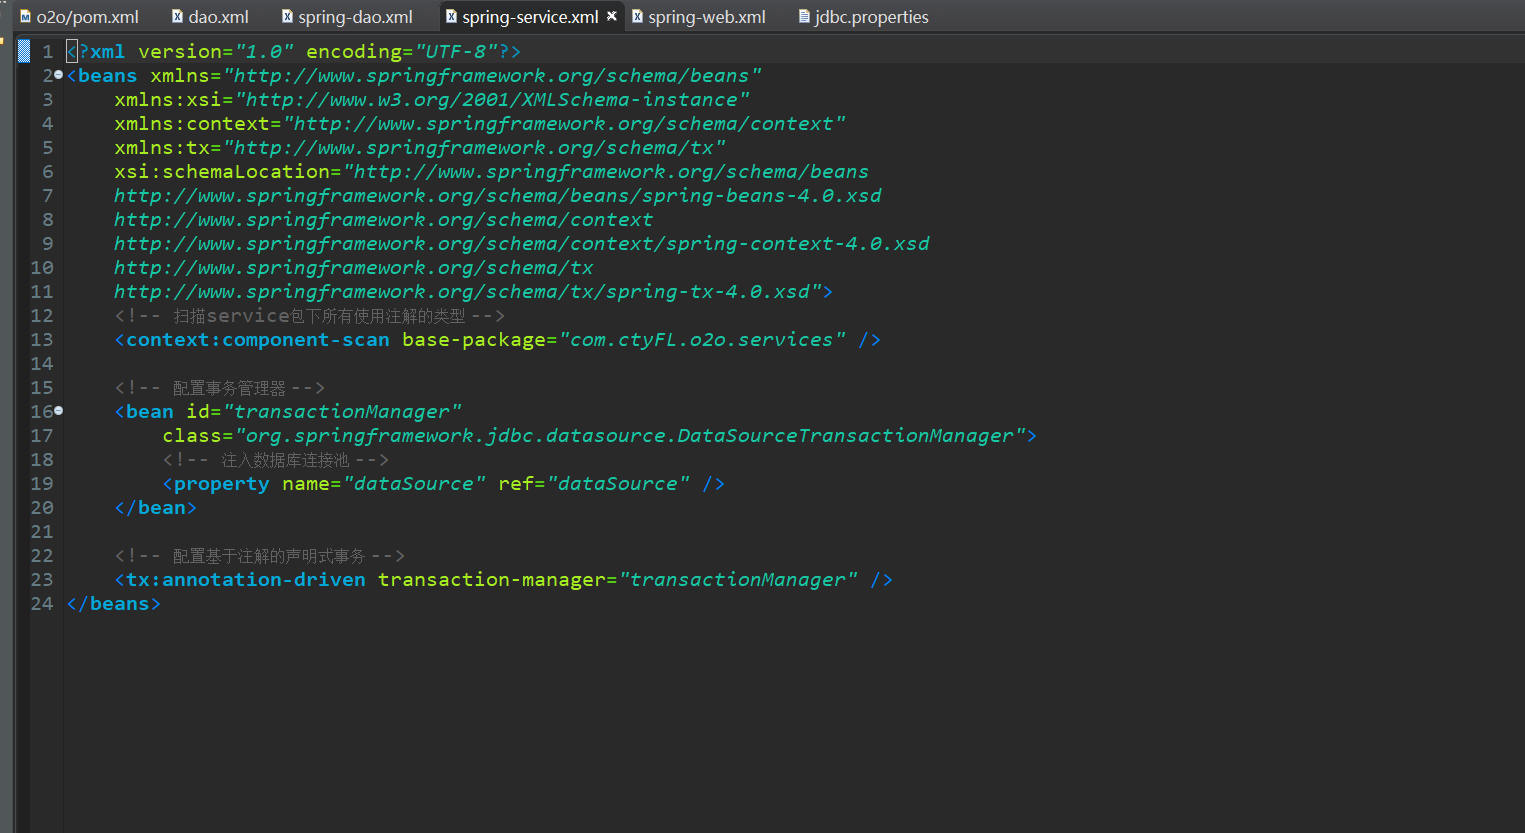 o2o/pom.xml dao.xml spring-dao.xml spring-service.xml spring-web.xml jdbc.properties
1 <?xml version="1.0" encoding="UTF-8"?>
2 <beans xmlns="http://www.springframework.org/schema/beans"
3 xmlns:xsi="http://www.w3.org/2001/XMLSchema-instance"
4 xmlns:context="http://www.springframework.org/schema/context"
5 xmlns:tx="http://www.springframework.org/schema/tx"
6 xsi:schemaLocation="http://www.springframework.org/schema/beans
7 http://www.springframework.org/schema/beans/spring-beans-4.0.xsd
8 http://www.springframework.org/schema/context
9 http://www.springframework.org/schema/context/spring-context-4.0.xsd
10 http://www.springframework.org/schema/tx
11 http://www.springframework.org/schema/tx/spring-tx-4.0.xsd">
12 <!-- 扫描service包下所有使用注解的类型 -->
13 <context:component-scan base-package="com.ctyFL.o2o.services" />
14
15 <!-- 配置事务管理器 -->
16 <bean id="transactionManager"
17 class="org.springframework.jdbc.datasource.DataSourceTransactionManager">
18 <!-- 注入数据库连接池 -->
19 <property name="dataSource" ref="dataSource" />
20 </bean>
21
22 <!-- 配置基于注解的声明式事务 -->
23 <tx:annotation-driven transaction-manager="transactionManager" />
24 </beans>